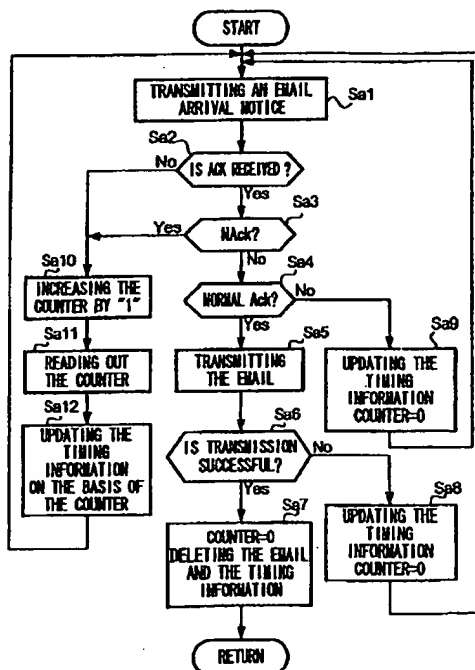 START
TRANSMITTING AN EMAIL
ARRIVAL NOTICE
Sa1
Sa2
No
IS ACK RECEIVED ?
Yes
Sa3
Yes
NAck?
No
Sa10
INCREASING THE
COUNTER BY "1"
Sa4
NORMAL Ack?
No
Yes
Sa11
READING OUT
THE COUNTER
Sa5
TRANSMITTING
THE EMAIL
Sa9
UPDATING THE
TIMING
INFORMATION
COUNTER=0
Sa12
UPDATING THE
TIMING
INFORMATION
ON THE BASIS OF
THE COUNTER
Sa6
IS TRANSMISSION
SUCCESSFUL?
No
Yes
Sa7
COUNTER=0
DELETING THE EMAIL
AND THE TIMING
INFORMATION
Sa8
UPDATING THE
TIMING
INFORMATION
COUNTER=0
RETURN